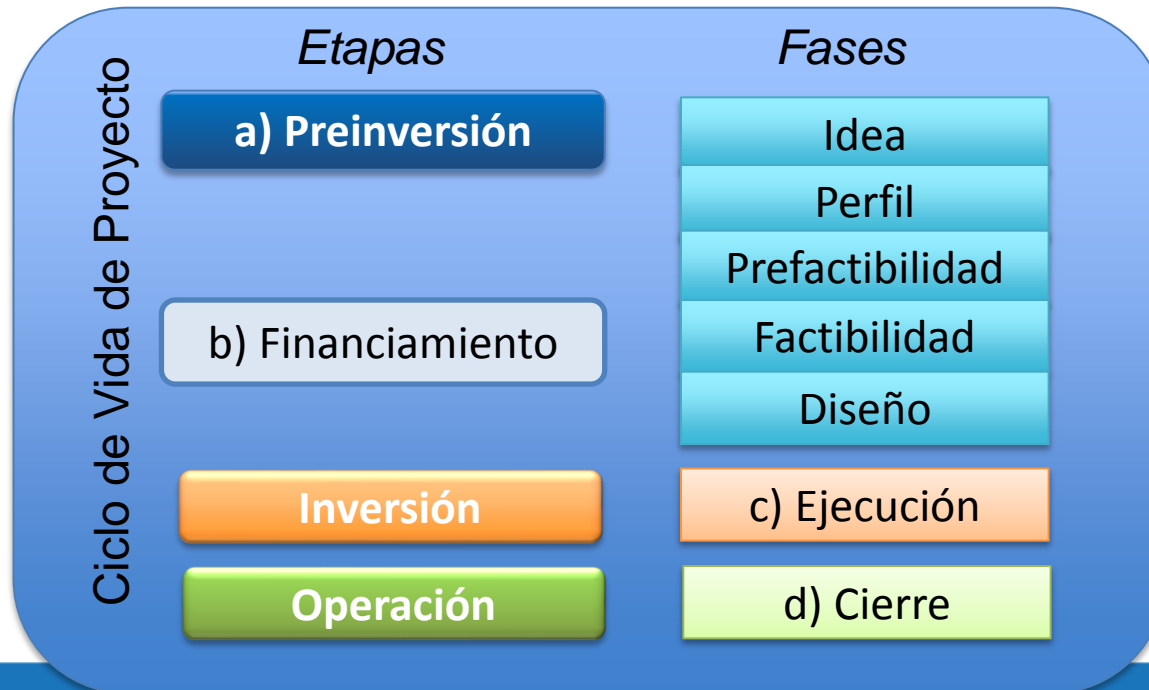 Ciclo de Vida de Proyecto
Etapas
Fases
a) Preinversión
Idea
Perfil
Prefactibilidad
b) Financiamiento
Factibilidad
Diseño
Inversión
c) Ejecución
Operación
d) Cierre